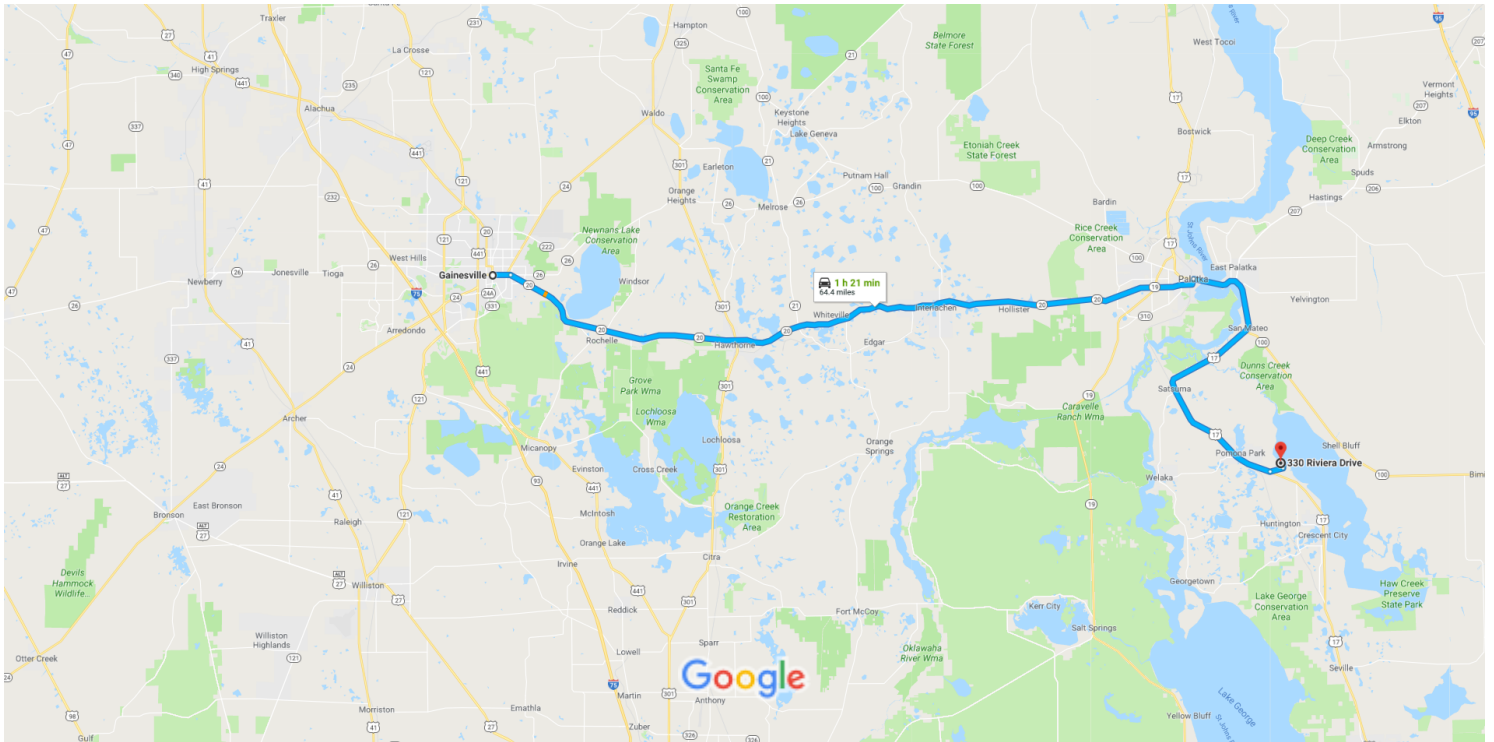 Traxler
La Crosse
Hampton
Belmore
State Forest
West Tocoi
High Springs
Santa Fe
Swamp
Conservation
Area
Vermont
Heights
Alachua
Waldo
Keystone
Heights
Lake Geneva
Bostwick
Elkton
Deep Creek
Conservation
Area
Armstrong
Etoniah Creek
State Forest
Earleton
Putnam Hall
Grandin
Spuds
Orange
Heights
Melrose
Bardin
Hastings
Newnans Lake
Conservation
Area
Rice Creek
Conservation
Area
St Johns River
West Hills
Newberry
Jonesville
Tioga
Gainesville
Windsor
East Palatka
Palatka
1 h 21 min
64.4 miles
Yelvington
Arredondo
Rochelle
Hawthorne
Whiteville
Interlachen
Hollister
San Mateo
Edgar
Dunns Creek
Conservation
Area
Grove
Park Wma
Lochloosa
Wma
Satsuma
Archer
Caravelle
Ranch Wma
Micanopy
Lochloosa
Orange
Springs
Shell Bluff
Pomona Park
330 Riviera Drive
Evinston
Cross Creek
Welaka
East Bronson
Bronson
McIntosh
Orange Creek
Restoration
Area
Raleigh
Huntington
Crescent City
Orange Lake
Citra
Irvine
Devils
Hammock
Wildlife...
Williston
Georgetown
Haw Creek
Preserve
State Park
Lake George
Conservation
Area
Reddick
Fort McCoy
Kerr City
Salt Springs
Williston
Highlands
Sparr
Lowell
Oklawaha
River Wma
Otter Creek
Seville
Google
Martin
Anthony
Lake George
Morriston
Emathla
Zuber
Yellow Bluff
Gulf